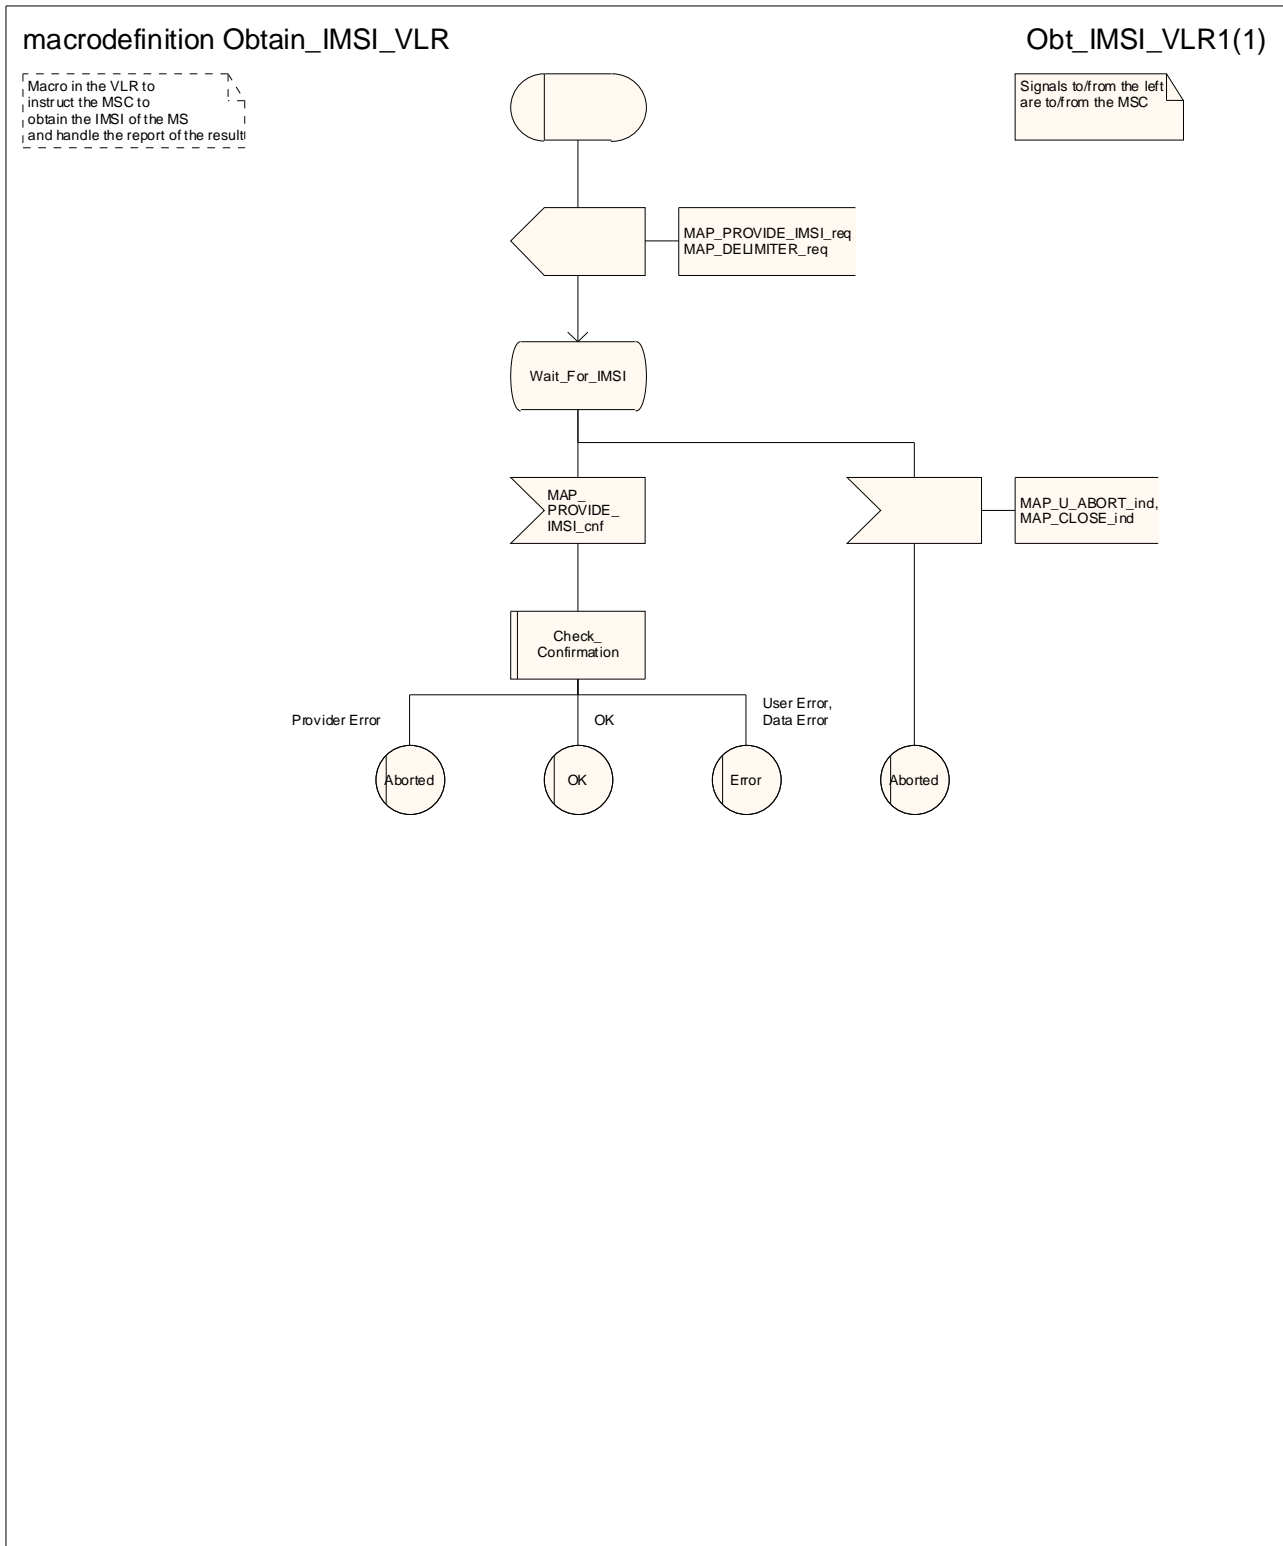 macrodefinition Obtain_IMSI_VLR
Obt_IMSI_VLR1(1)
Macro in the VLR to
instruct the MSC to
obtain the IMSI of the MS
and handle the report of the result
Signals to/from the left
are to/from the MSC
MAP_PROVIDE_IMSI_req
MAP_DELIMITER_req
Wait_For_IMSI
MAP_
PROVIDE_
IMSI_cnf
MAP_U_ABORT_ind,
MAP_CLOSE_ind
Check_
Confirmation
Provider Error
OK
User Error,
Data Error
Aborted
OK
Error
Aborted